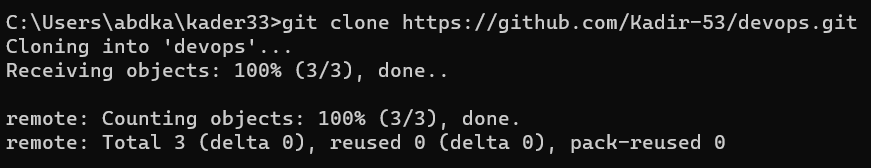 C:\Users\abdka\kader33>git clone https://github.com/Kadir-53/devops.git
Cloning into 'devops'...
Receiving objects: 100% (3/3), done..
remote: Counting objects: 100% (3/3), done.
remote: Total 3 (delta 0), reused 0 (delta 0), pack-reused 0